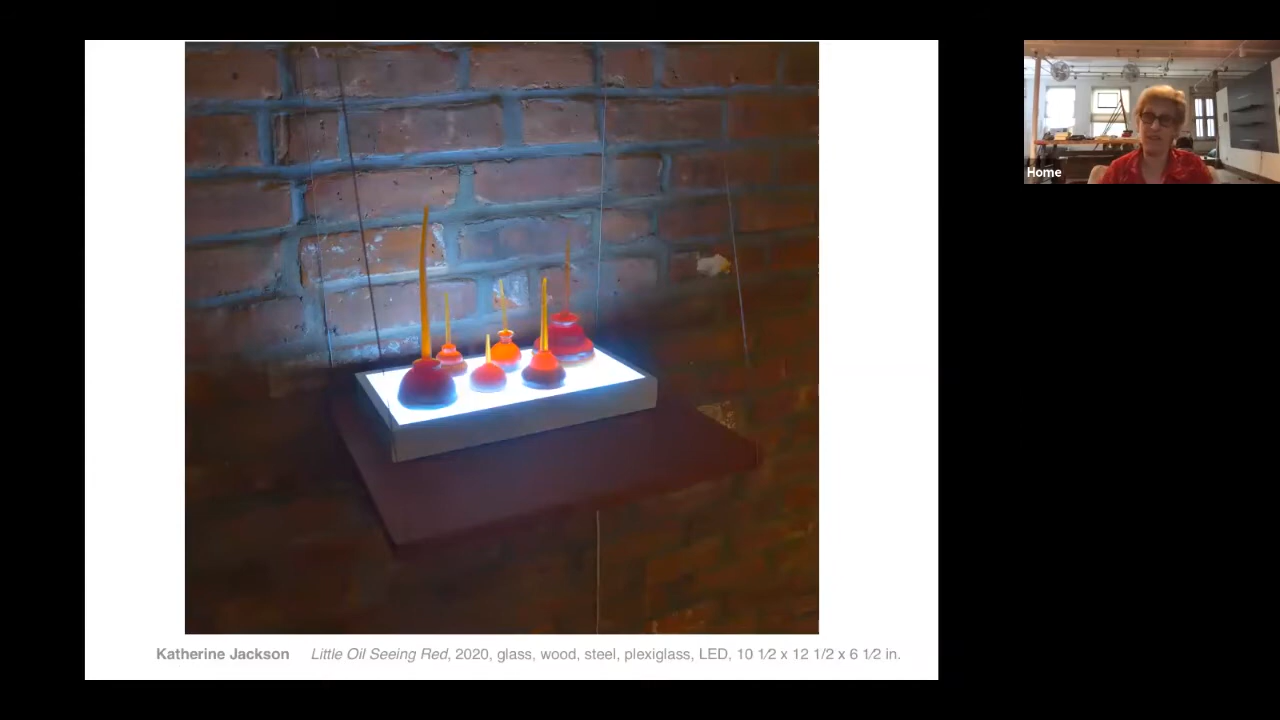 Home
Katherine Jackson Little Oil Seeing Red, 2020, glass, wood, steel, plexiglass, LED, 10 1/2 x 12 1/2 x 6 1/2 in.